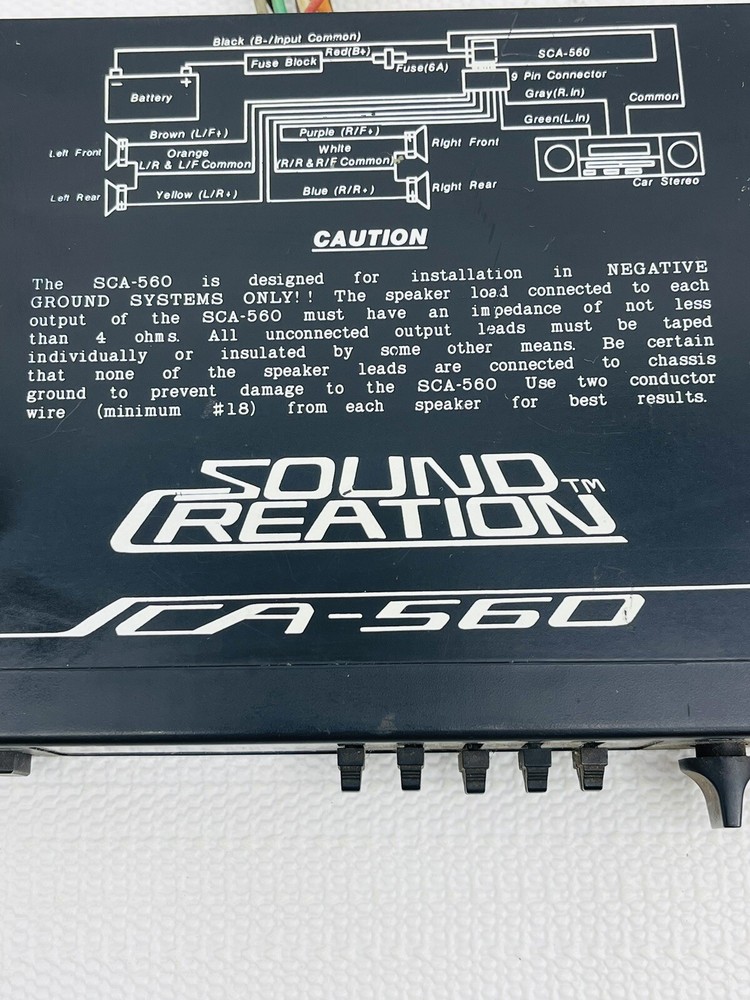 Black (B-/Input Common)
Red(B+)
SCA-560
Fuse Block
Fuse(6A)
9 Pin Connector
- +
Battery
Gray(R.In)
Common
Green(L.In)
Brown (L/F+)
Purple (R/F+)
Left Front
Orange
L/R & L/F Common
White
(R/R & R/F Common)
Right Front
Car Stereo
Left Rear
Yellow (L/R+)
Blue (R/R+)
Right Rear
CAUTION
The SCA-560 is designed for installation in NEGATIVE
GROUND SYSTEMS ONLY!! The speaker load connected to each
output of the SCA-560 must have an impedance of not less
than 4 ohms. All unconnected output leads must be taped
individually or insulated by some other means. Be certain
that none of the speaker leads are connected to chassis
ground to prevent damage to the SCA-560 Use two conductor
wire (minimum #18) from each speaker for best results.
SOUND
CREATION TM
SCA-560